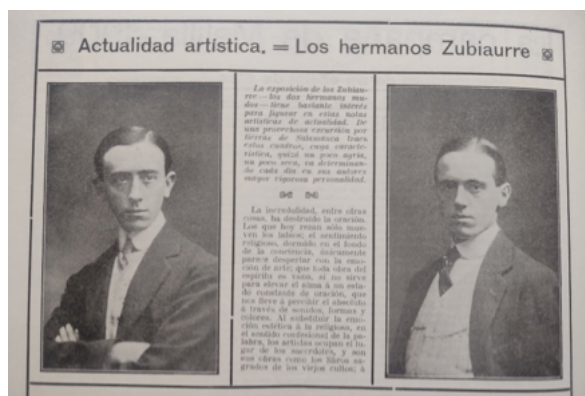 Actualidad artística. = Los hermanos Zubiaurre
La exposición de los Zubiau-
rre—los dos hermanos mu-
dos—tiene bastante interés
para figurar en estas notas
artísticas de actualidad. De
una provechosa excursión por
tierras de Salamanca traen
estos cuadros, cuya caracte-
rística, quizá un poco agria,
un poco seca, va determinan-
do cada día en sus autores
mayor rigurosa personalidad.
La incredulidad, entre otras
cosas, ha destruído la oración.
Los que hoy rezan sólo mue-
ven los labios; el sentimiento
religioso, dormido en el fondo
de la conciencia, únicamente
parece despertar con la emo-
ción de arte; que toda obra del
espíritu es vana, si no sirve
para elevar el alma á un esta-
do constante de oración, que
nos lleve á percibir el absoluto
á través de sonidos, formas y
colores. Al substituir la emo-
ción estética á la religiosa, en
el sentido confesional de la pa-
labra, los artistas ocupan el lu-
gar de los sacerdotes, y son
sus obras como los libros sa-
grados de los viejos cultos; á